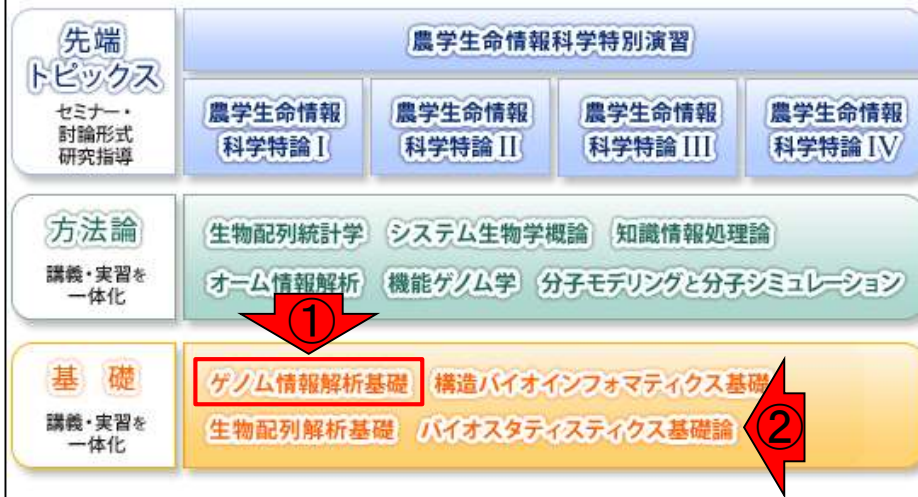 先端
トピックス
セミナー・
討論形式
研究指導
農学生命情報科学特別演習
農学生命情報
科学特論 I
農学生命情報
科学特論 II
農学生命情報
科学特論 III
農学生命情報
科学特論 IV
方法論
講義・実習を
一体化
生物配列統計学 システム生物学概論 知識情報処理論
オーム情報解析 機能ゲノム学 分子モデリングと分子シミュレーション
①
基 礎
講義・実習を
一体化
ゲノム情報解析基礎 構造バイオインフォマティクス基礎
生物配列解析基礎 バイオスタティスティクス基礎論
②